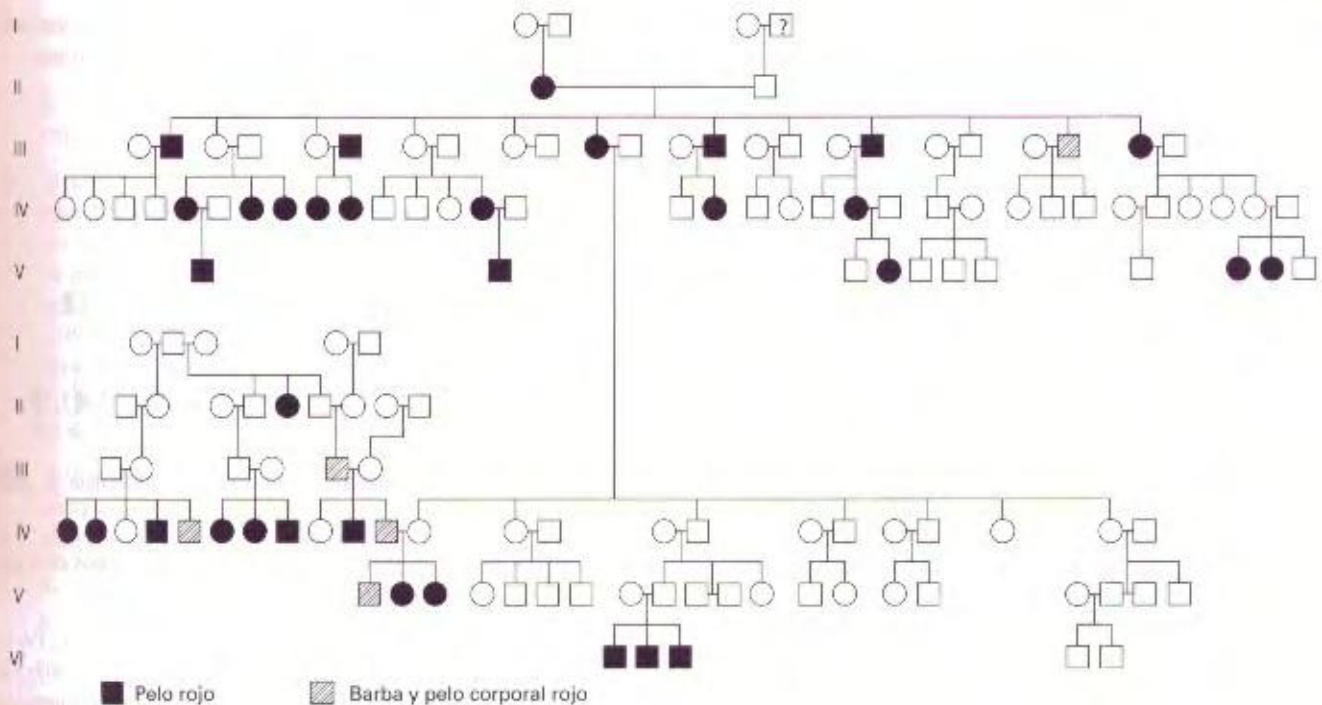 I
?
II
III
IV
V
I
II
III
IV
V
VI
Pelo rojo
Barba y pelo corporal rojo